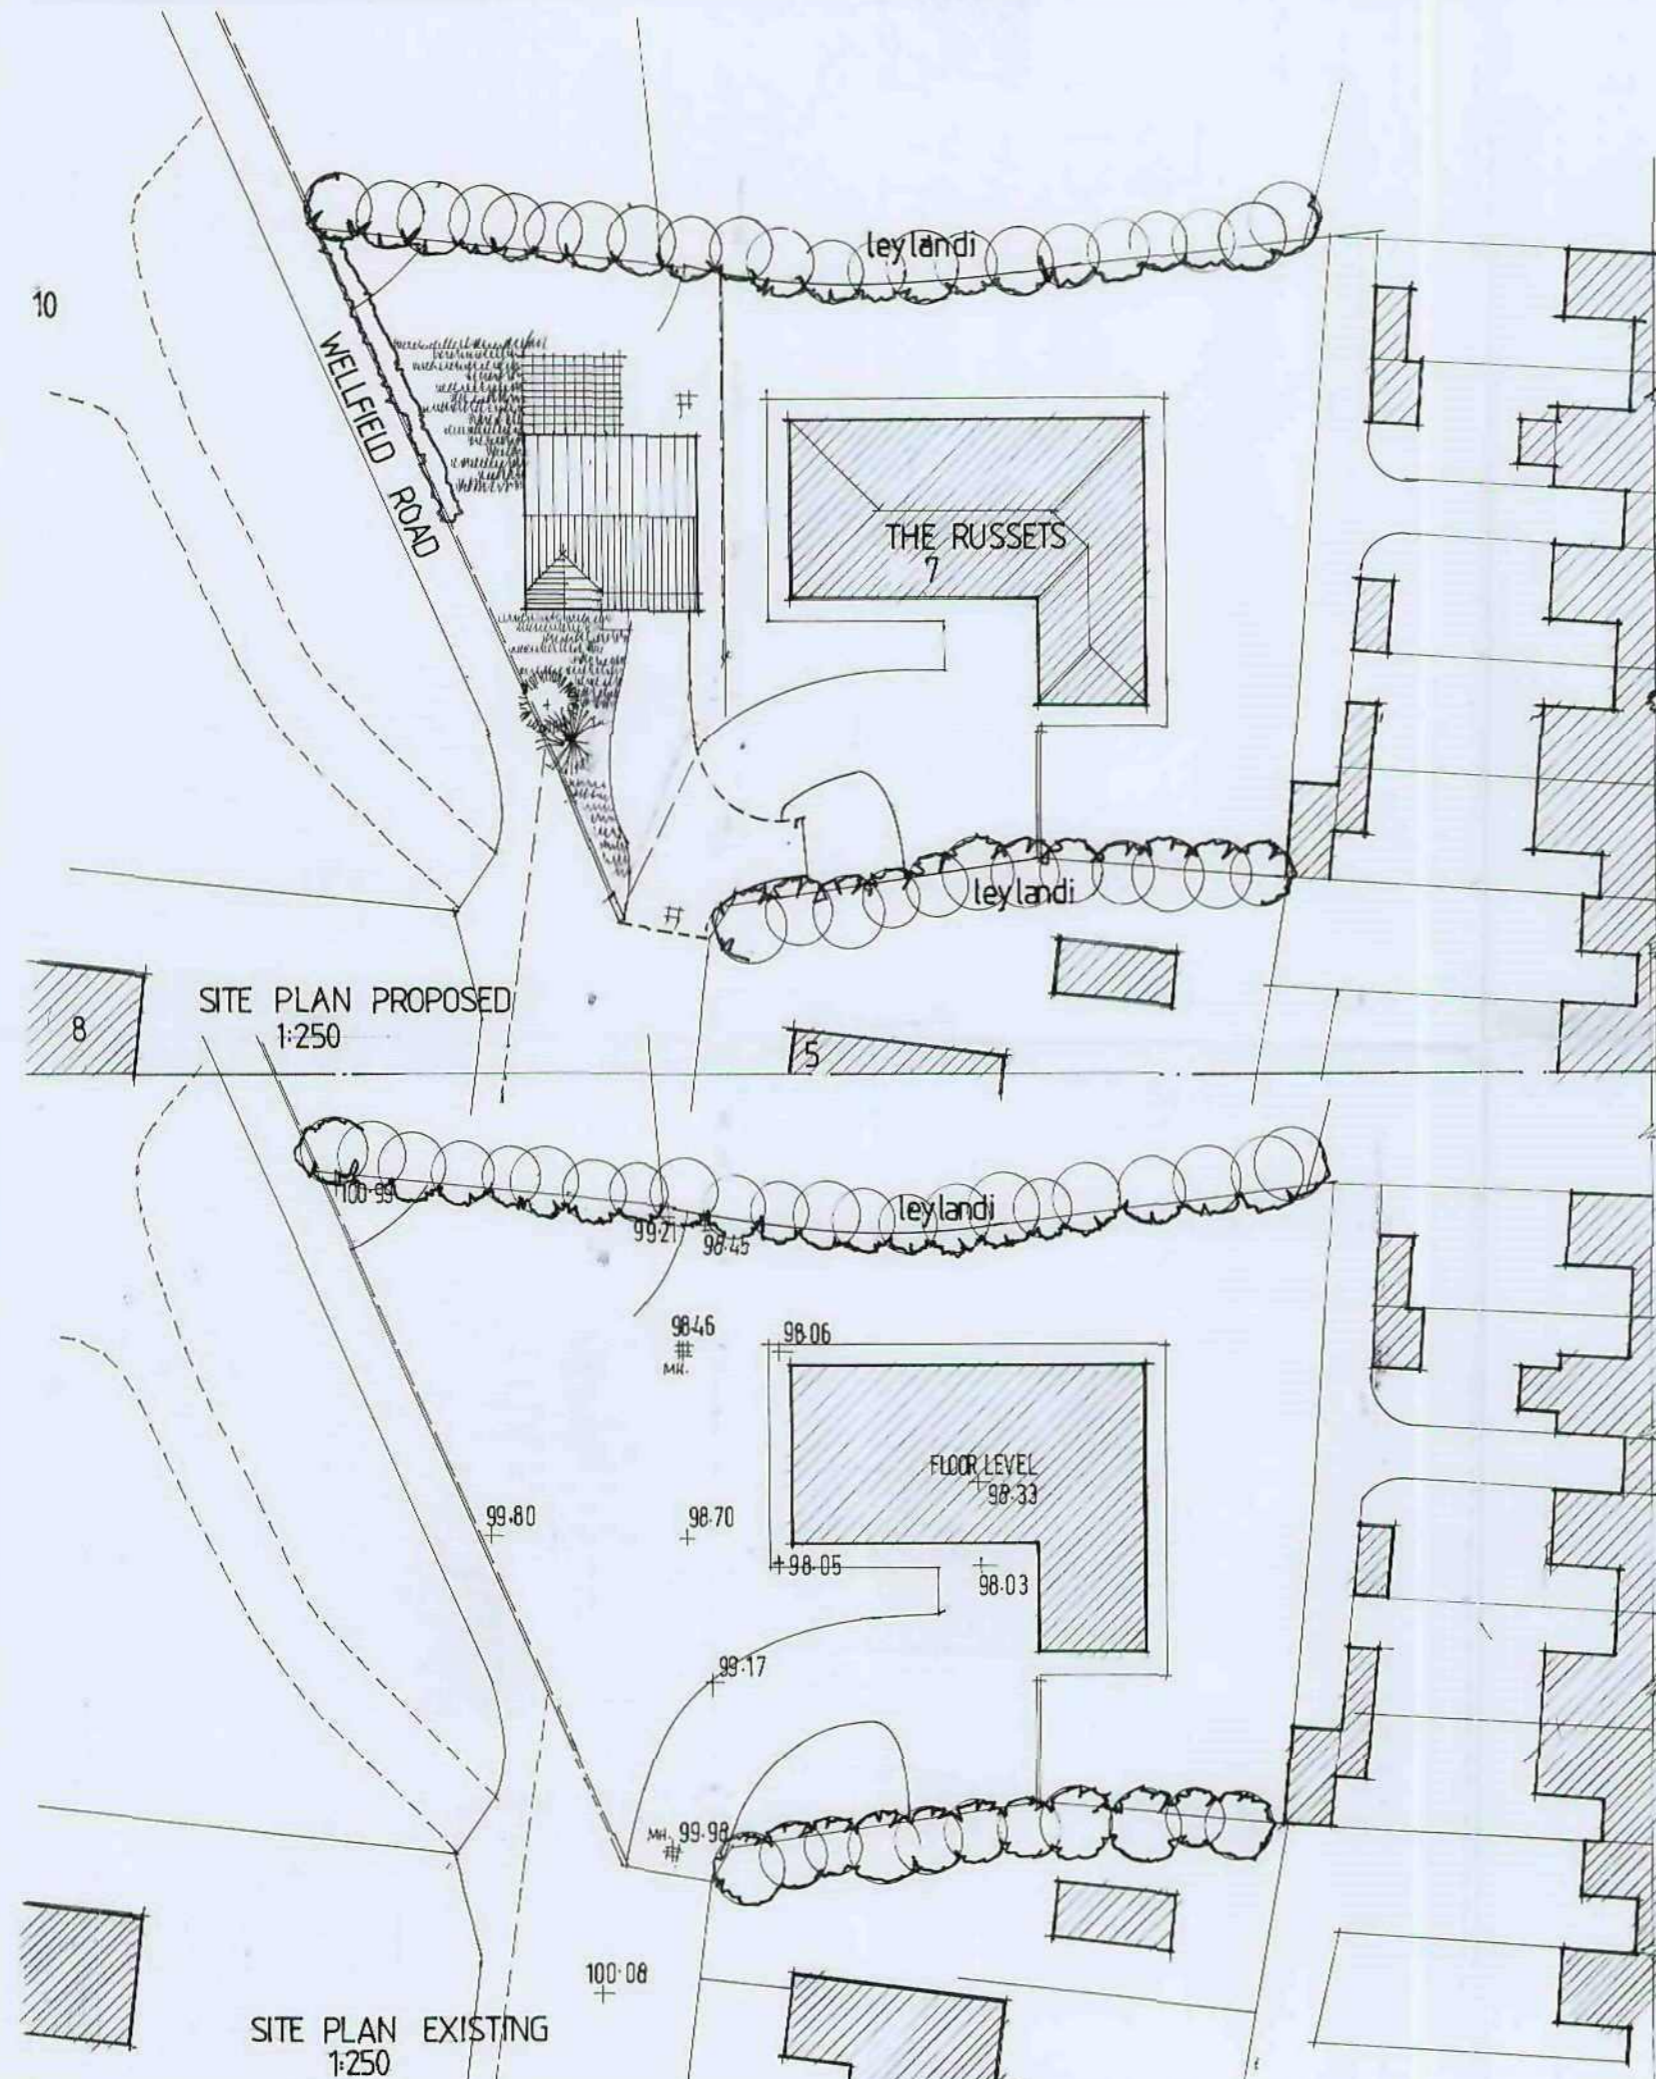 leylandi
10
WELLFIELD ROAD
THE RUSSETS
7
leylandi
SITE PLAN PROPOSED
1:250
8
5
100·99
leylandi
99·21
98·45
98·46
MH.
98·06
FLOOR LEVEL
98·33
99·80
98·70
98·05
98·03
99·17
MH. 99·98
100·08
SITE PLAN EXISTING
1:250